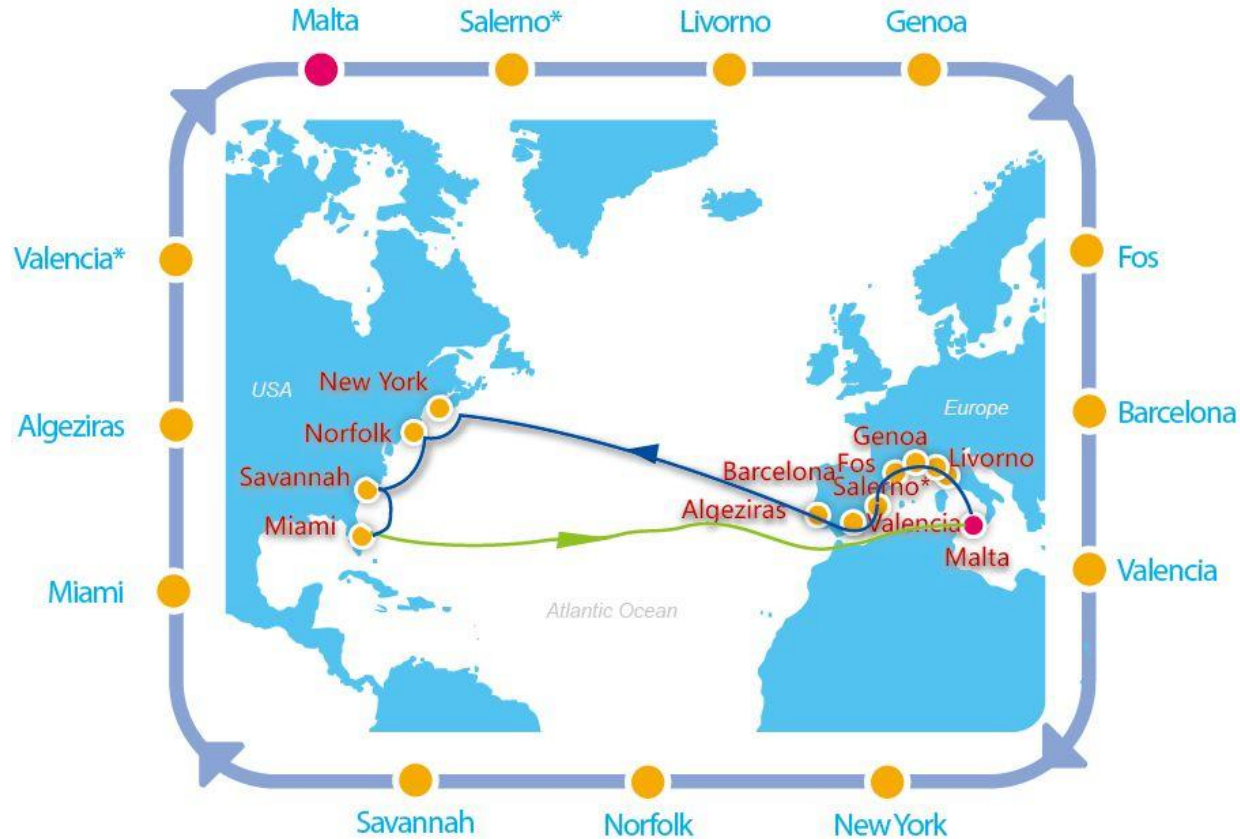 Malta
Salerno*
Livorno
Genoa
Valencia*
Fos
Algeziras
Barcelona
Miami
Valencia
Savannah
Norfolk
New York
USA
New York
Norfolk
Savannah
Miami
Europe
Genoa
Barcelona
Fos
Livorno
Salerno*
Algeziras
Valencia
Malta
Atlantic Ocean